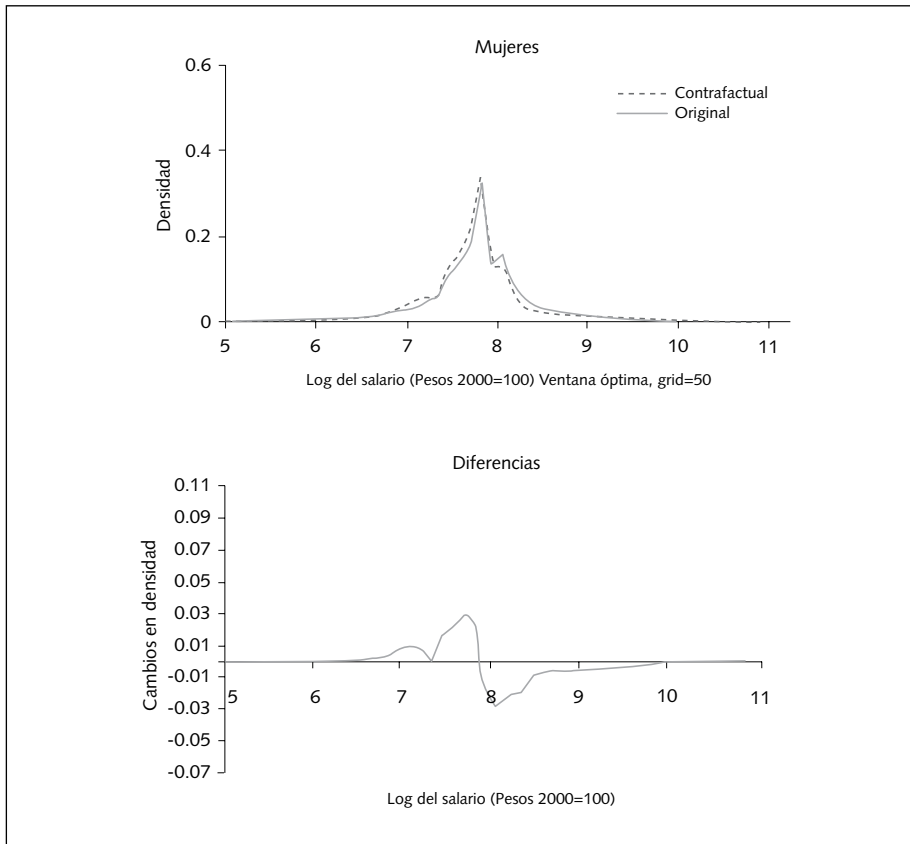 Mujeres
0.6
Contrafactual
Original
0.4
Densidad
0.2
0
5 6 7 8 9 10 11
Log del salario (Pesos 2000=100) Ventana óptima, grid=50
Diferencias
0.11
0.09
0.07
0.05
0.03
0.01
-0.01
-0.03
-0.05
-0.07
Cambios en densidad
5 6 7 8 9 10 11
Log del salario (Pesos 2000=100)